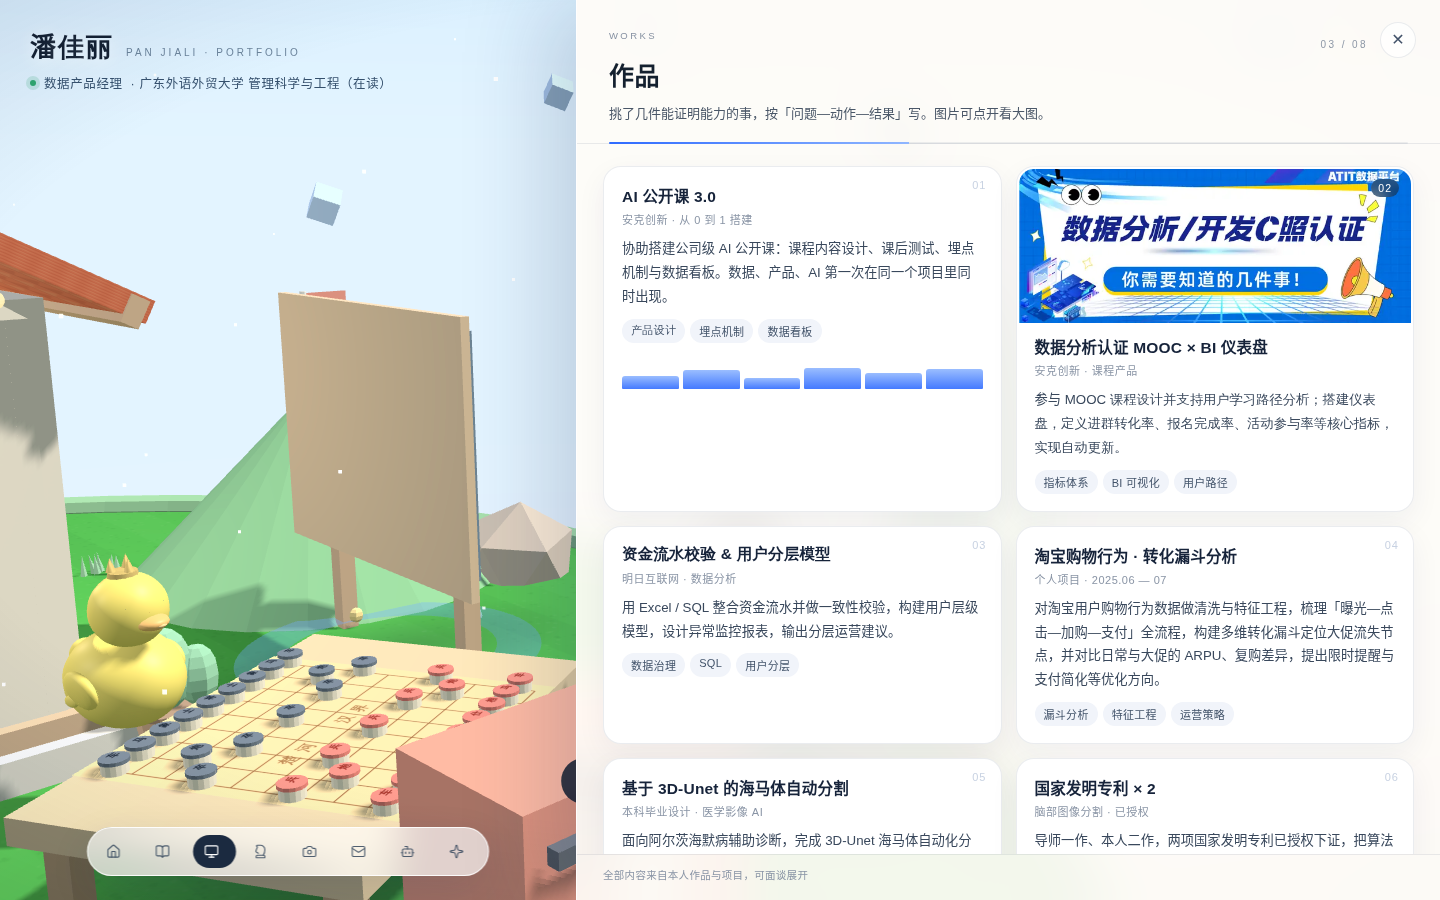 潘佳丽 PAN JIALI · PORTFOLIO
数据产品经理 · 广东外语外贸大学 管理科学与工程（在读）
WORKS
03 / 08
作品
挑了几件能证明能力的事，按「问题—动作—结果」写。图片可点开看大图。
01
AI 公开课 3.0
安克创新 · 从 0 到 1 搭建
协助搭建公司级 AI 公开课：课程内容设计、课后测试、埋点
机制与数据看板。数据、产品、AI 第一次在同一个项目里同
时出现。
产品设计 埋点机制 数据看板
ATIT数据平台
02
数据分析/开发C照认证
你需要知道的几件事！
数据分析认证 MOOC × BI 仪表盘
安克创新 · 课程产品
参与 MOOC 课程设计并支持用户学习路径分析；搭建仪表
盘，定义进群转化率、报名完成率、活动参与率等核心指标，
实现自动更新。
指标体系 BI 可视化 用户路径
03
资金流水校验 & 用户分层模型
明日互联网 · 数据分析
用 Excel / SQL 整合资金流水并做一致性校验，构建用户层级
模型，设计异常监控报表，输出分层运营建议。
数据治理 SQL 用户分层
04
淘宝购物行为 · 转化漏斗分析
个人项目 · 2025.06 — 07
对淘宝用户购物行为数据做清洗与特征工程，梳理「曝光—点
击—加购—支付」全流程，构建多维转化漏斗定位大促流失节
点，并对比日常与大促的 ARPU、复购差异，提出限时提醒与
支付简化等优化方向。
漏斗分析 特征工程 运营策略
05
基于 3D-Unet 的海马体自动分割
本科毕业设计 · 医学影像 AI
面向阿尔茨海默病辅助诊断，完成 3D-Unet 海马体自动化分
06
国家发明专利 × 2
脑部图像分割 · 已授权
导师一作、本人二作，两项国家发明专利已授权下证，把算法
全部内容来自本人作品与项目，可面谈展开